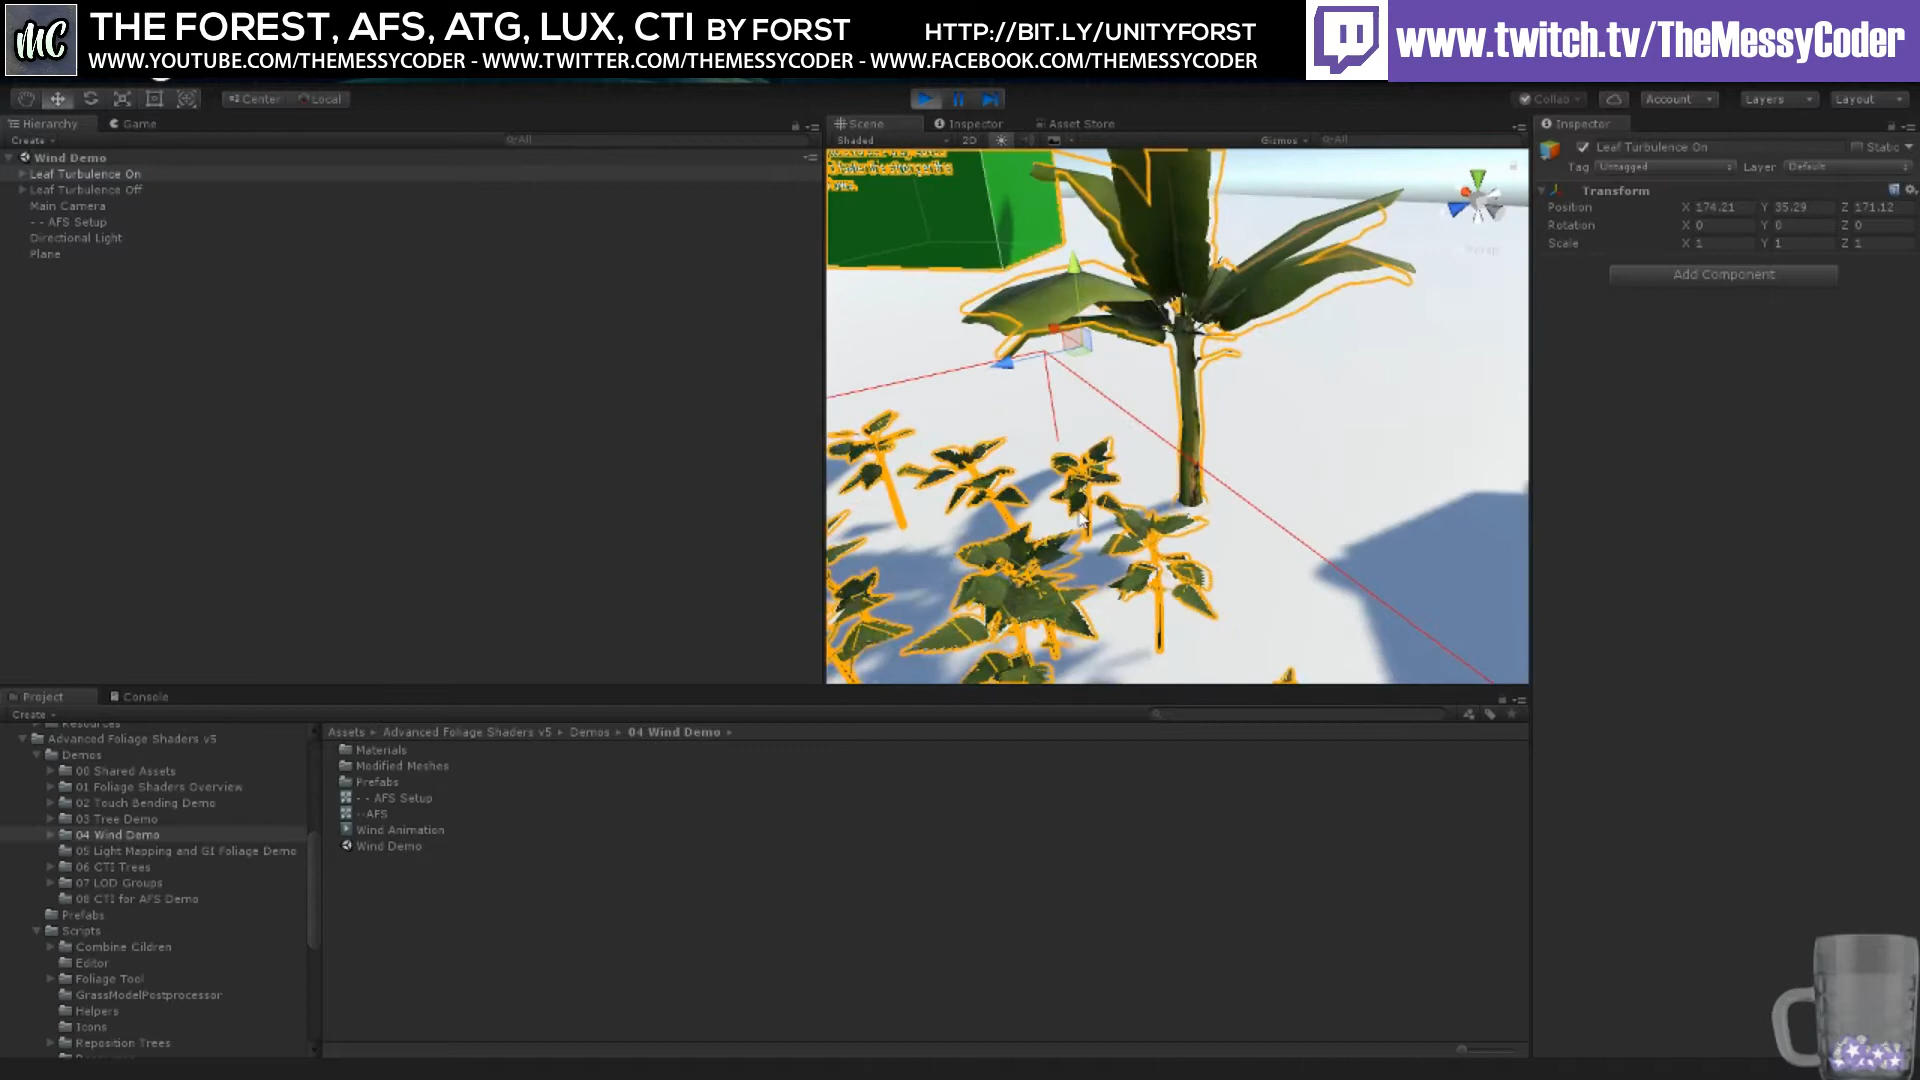 MC
THE FOREST, AFS, ATG, LUX, CTI BY FORST
HTTP://BIT.LY/UNITYFORST
WWW.YOUTUBE.COM/THEMESSYCODER - WWW.TWITTER.COM/THEMESSYCODER - WWW.FACEBOOK.COM/THEMESSYCODER
www.twitch.tv/TheMessyCoder
Center Local
Collab Account Layers Layout
Hierarchy Game
Create All
Wind Demo
Leaf Turbulence On
Leaf Turbulence Off
Main Camera
- - AFS Setup
Directional Light
Plane
Scene Inspector Asset Store
Shaded 2D Gizmos All
Inspector
Leaf Turbulence On Static
Tag Untagged Layer Default
Transform
Position X 174.21 Y 35.29 Z 171.12
Rotation X 0 Y 0 Z 0
Scale X 1 Y 1 Z 1
Add Component
Project Console
Create
Resources
Advanced Foliage Shaders v5
Demos
00 Shared Assets
01 Foliage Shaders Overview
02 Touch Bending Demo
03 Tree Demo
04 Wind Demo
05 Light Mapping and GI Foliage Demo
06 CTI Trees
07 LOD Groups
08 CTI for AFS Demo
Prefabs
Scripts
Combine Cildren
Editor
Foliage Tool
GrassModelPostprocessor
Helpers
Icons
Reposition Trees
Assets Advanced Foliage Shaders v5 Demos 04 Wind Demo
Materials
Modified Meshes
Prefabs
- - AFS Setup
--AFS
Wind Animation
Wind Demo